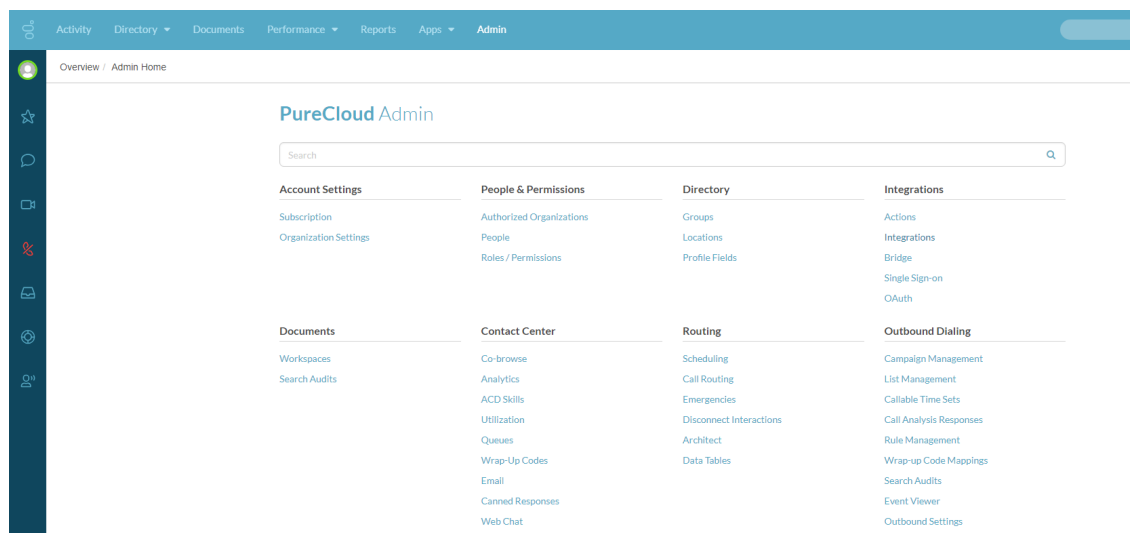 Activity Directory Documents Performance Reports Apps Admin
Overview / Admin Home
PureCloud Admin
Search
Account Settings
Subscription
Organization Settings
People & Permissions
Authorized Organizations
People
Roles / Permissions
Directory
Groups
Locations
Profile Fields
Integrations
Actions
Integrations
Bridge
Single Sign-on
OAuth
Documents
Workspaces
Search Audits
Contact Center
Co-browse
Analytics
ACD Skills
Utilization
Queues
Wrap-Up Codes
Email
Canned Responses
Web Chat
Routing
Scheduling
Call Routing
Emergencies
Disconnect Interactions
Architect
Data Tables
Outbound Dialing
Campaign Management
List Management
Callable Time Sets
Call Analysis Responses
Rule Management
Wrap-up Code Mappings
Search Audits
Event Viewer
Outbound Settings